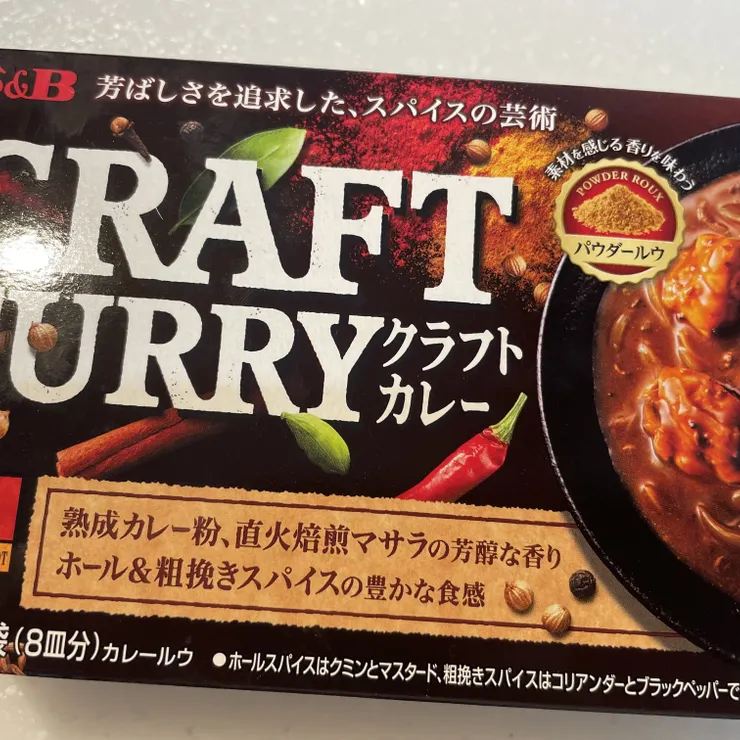 S&B 芳ばしさを追求した、スパイスの芸術
CRAFT
CURRY
クラフト
カレー
素材を感じる 香りを味わう
POWDER ROUX
パウダールウ
熟成カレー粉、直火焙煎マサラの芳醇な香り
ホール&粗挽きスパイスの豊かな食感
袋(8皿分)カレールウ ●ホールスパイスはクミンとマスタード、粗挽きスパイスはコリアンダーとブラックペッパーで